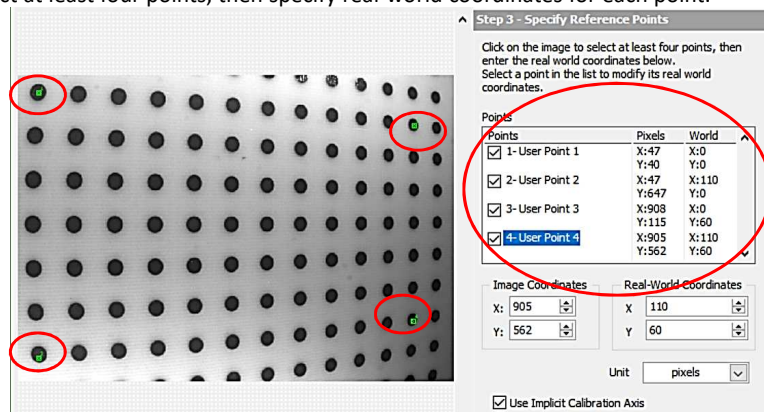 ct at least four points, then specify real world coordinates for each point.
Step 3 - Specify Reference Points
Click on the image to select at least four points, then
enter the real world coordinates below.
Select a point in the list to modify its real world
coordinates.
Points
Points Pixels World
1- User Point 1 X:47 X:0
Y:40 Y:0
2- User Point 2 X:47 X:110
Y:647 Y:0
3- User Point 3 X:908 X:0
Y:115 Y:60
4- User Point 4 X:905 X:110
Y:562 Y:60
Image Coordinates Real-World Coordinates
X: 905 X 110
Y: 562 Y 60
Unit pixels
Use Implicit Calibration Axis